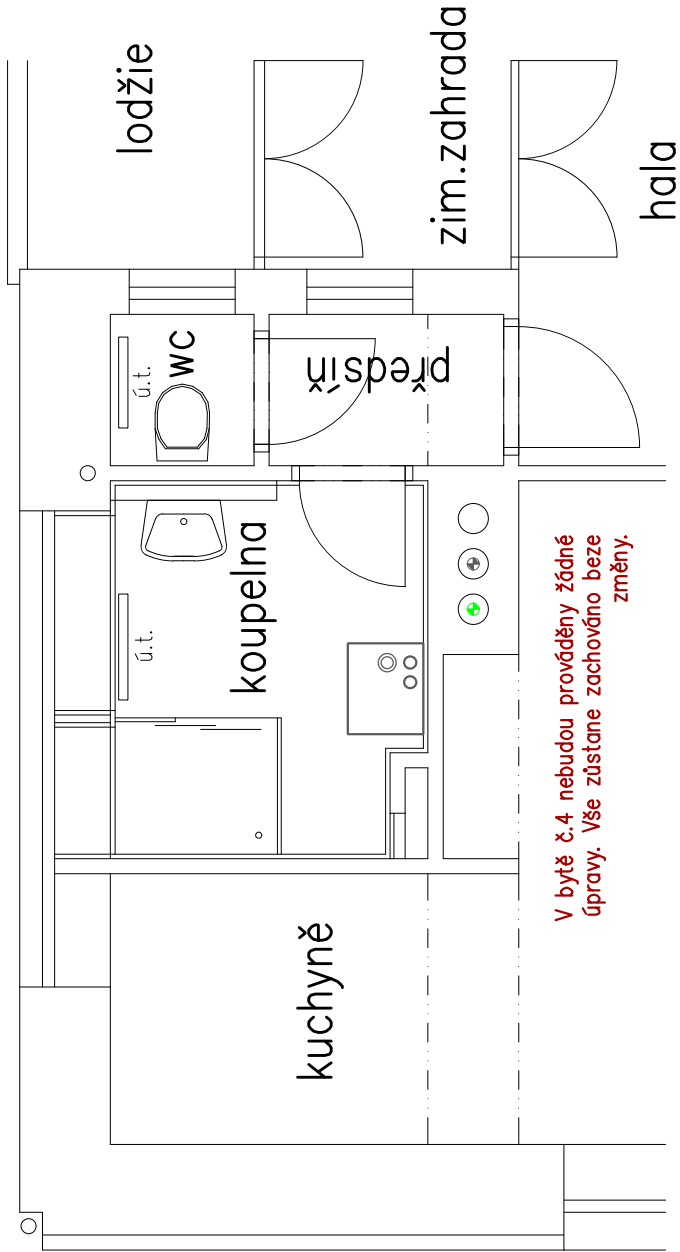 lodžie
zim.zahrada
hala
WC
ú.t.
předsíň
koupelna
ú.t.
kuchyně
V bytě č.4 nebudou prováděny žádné
úpravy. Vše zůstane zachováno beze
změny.